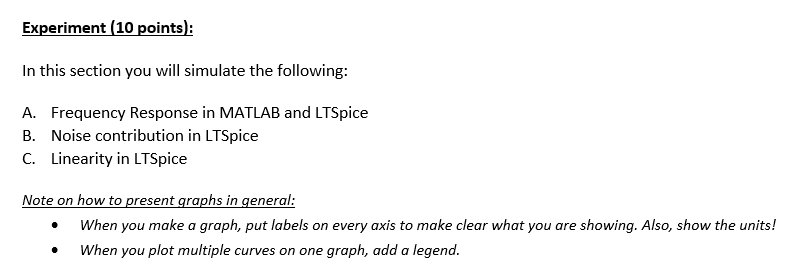 Experiment (10 points):
In this section you will simulate the following:
A. Frequency Response in MATLAB and LTSpice
B. Noise contribution in LTSpice
C. Linearity in LTSpice
Note on how to present graphs in general:
• When you make a graph, put labels on every axis to make clear what you are showing. Also, show the units!
• When you plot multiple curves on one graph, add a legend.